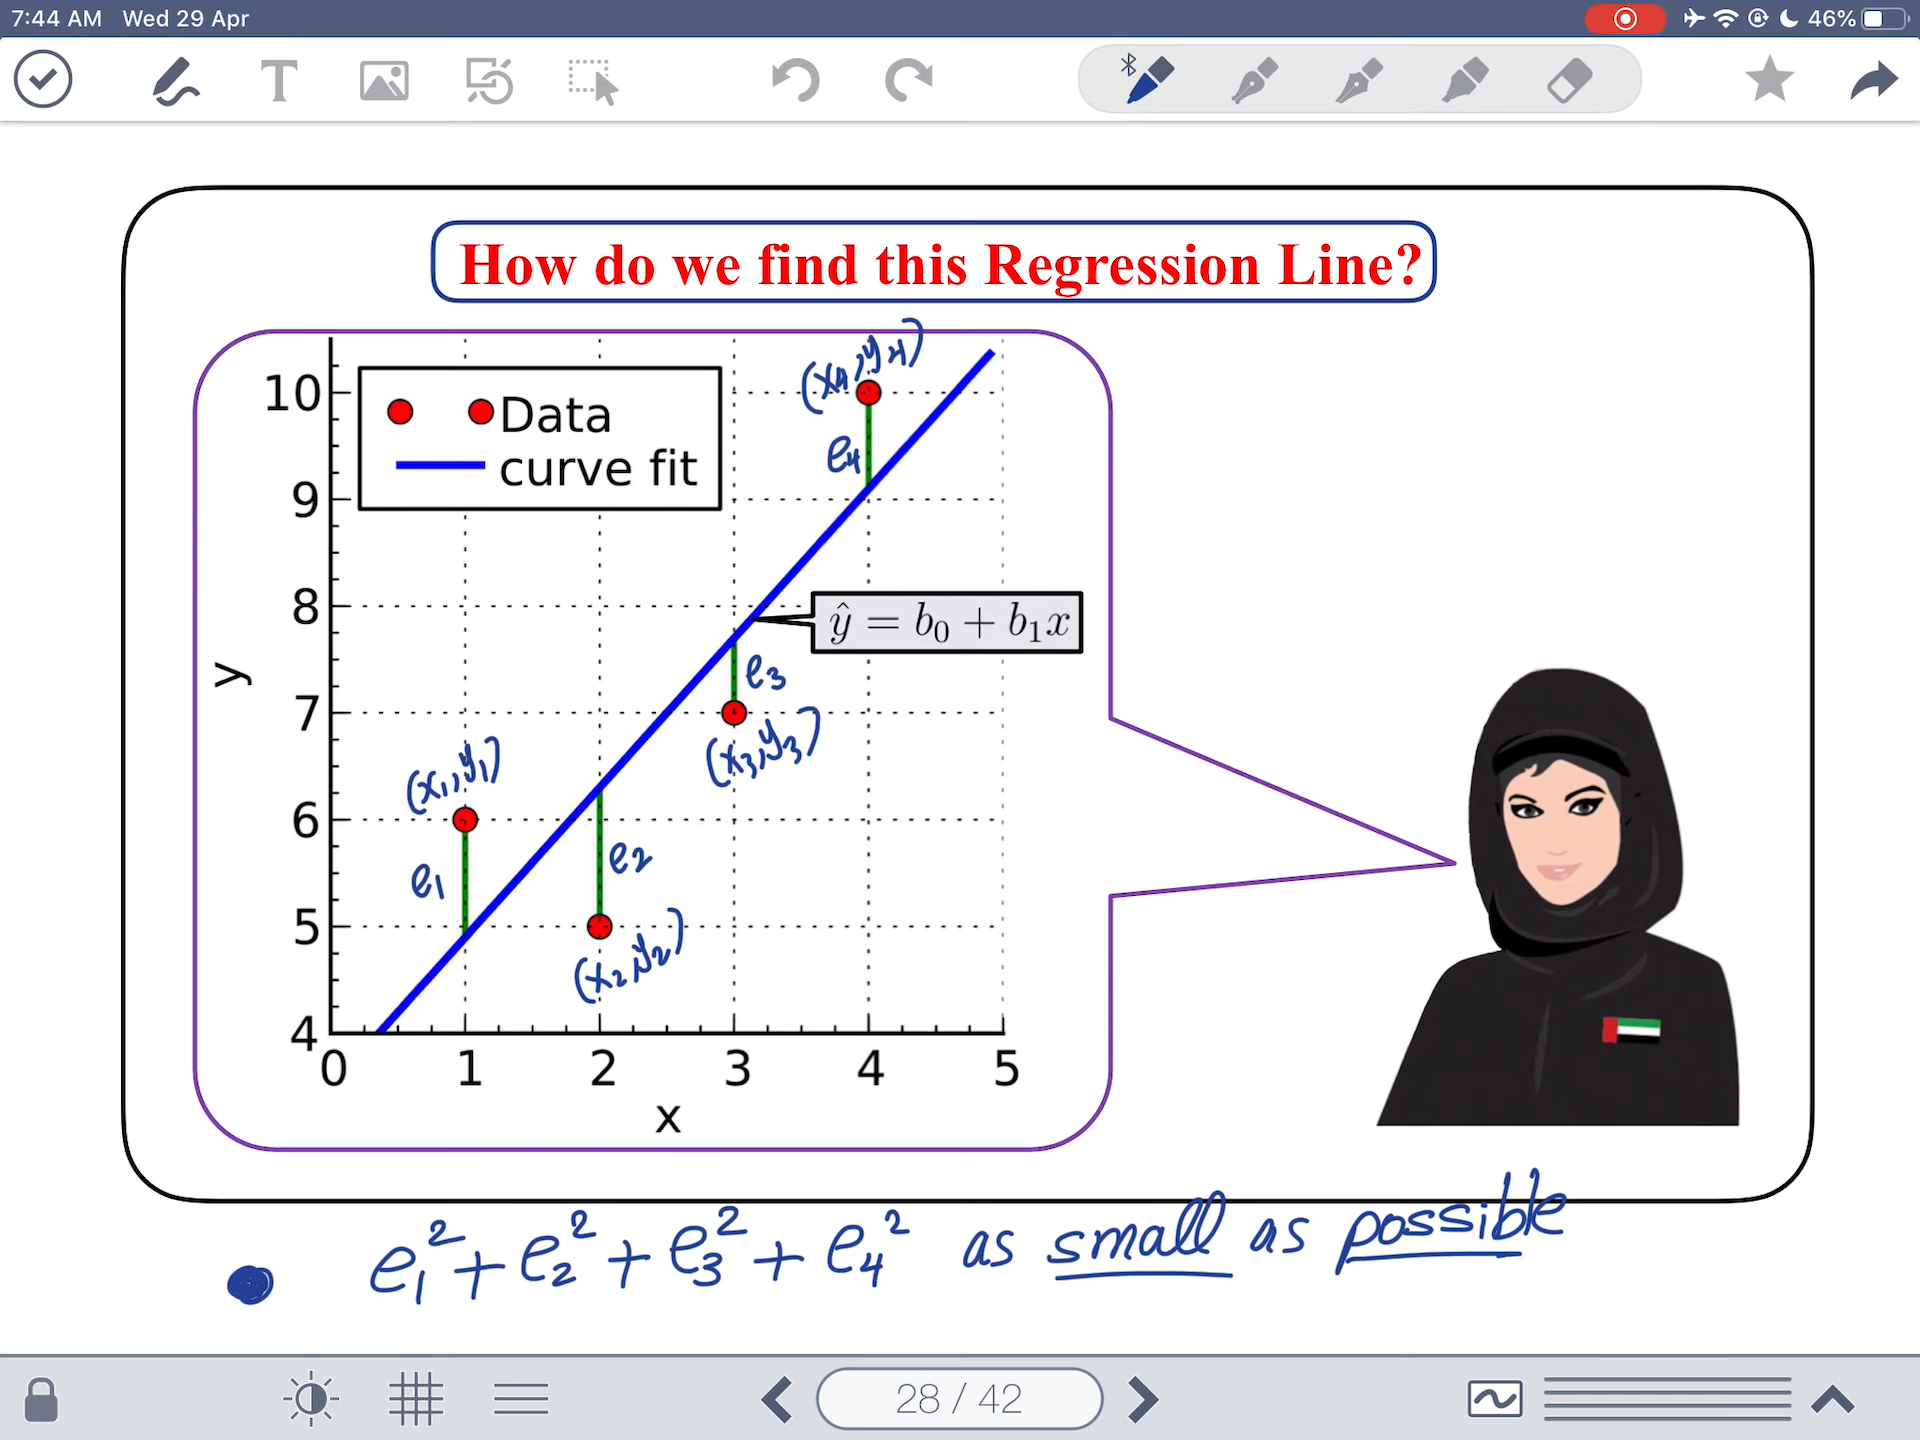 7:44 AM Wed 29 Apr
46%
T
How do we find this Regression Line?
(x₄,y₄)
10
Data
curve fit
e₄
9
8
ŷ = b₀ + b₁x
e₃
y
7
(x₃,y₃)
(x₁,y₁)
6
e₂
e₁
5
(x₂,y₂)
4
0 1 2 3 4 5
x
e₁² + e₂² + e₃² + e₄² as small as possible
28 / 42